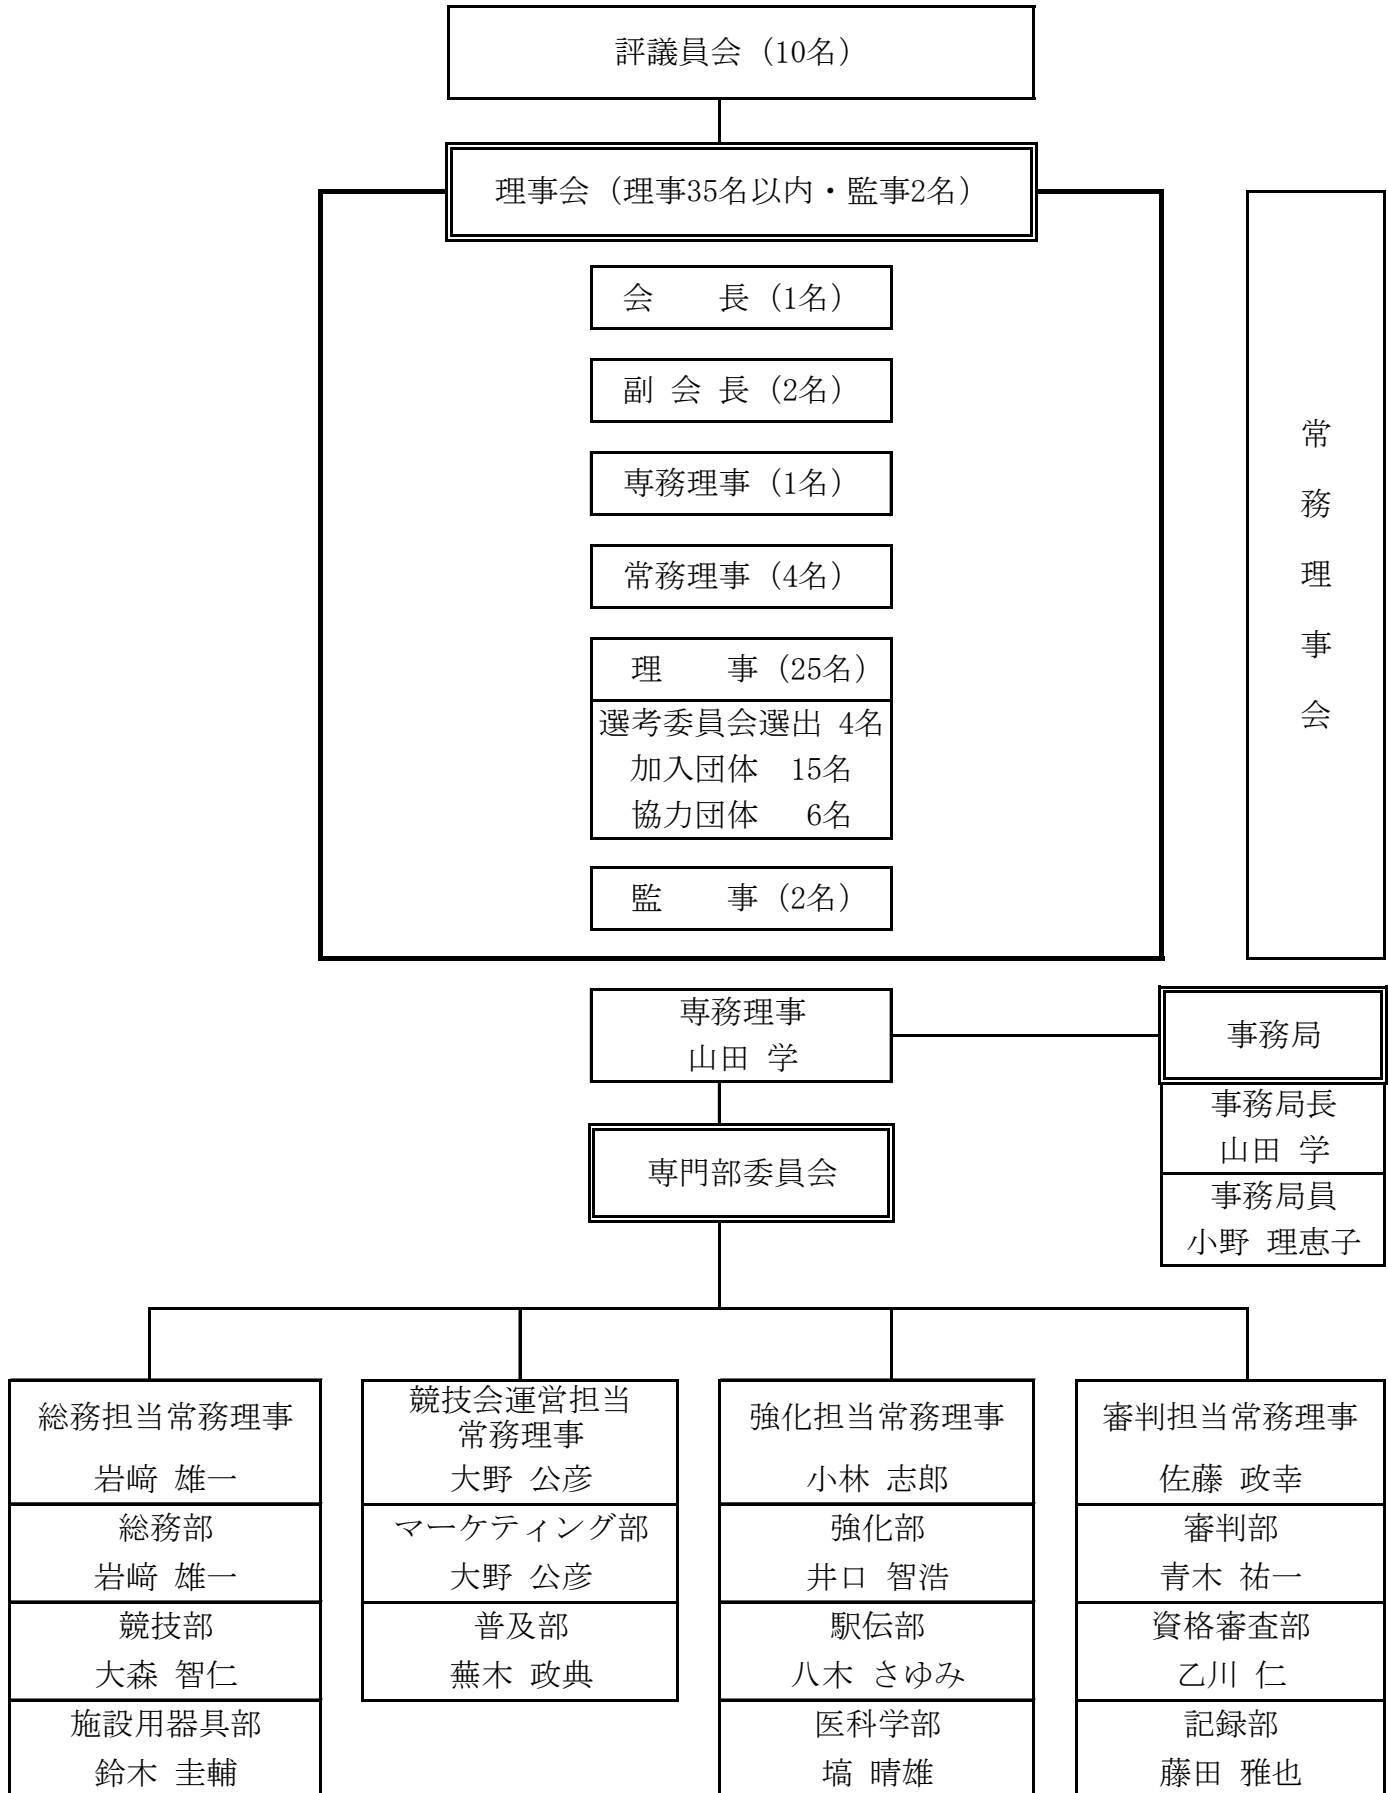 評議員会（10名）
理事会（理事35名以内・監事2名）
会　　長（1名）
副 会 長（2名）
専務理事（1名）
常務理事（4名）
理　　事（25名）
選考委員会選出 4名
加入団体　15名
協力団体　 6名
監　　事（2名）
常務理事会
専務理事
山田 学
事務局
事務局長
山田 学
事務局員
小野 理恵子
専門部委員会
総務担当常務理事
岩﨑 雄一
総務部
岩﨑 雄一
競技部
大森 智仁
施設用器具部
鈴木 圭輔
競技会運営担当
常務理事
大野 公彦
マーケティング部
大野 公彦
普及部
蕪木 政典
強化担当常務理事
小林 志郎
強化部
井口 智浩
駅伝部
八木 さゆみ
医科学部
塙 晴雄
審判担当常務理事
佐藤 政幸
審判部
青木 祐一
資格審査部
乙川 仁
記録部
藤田 雅也